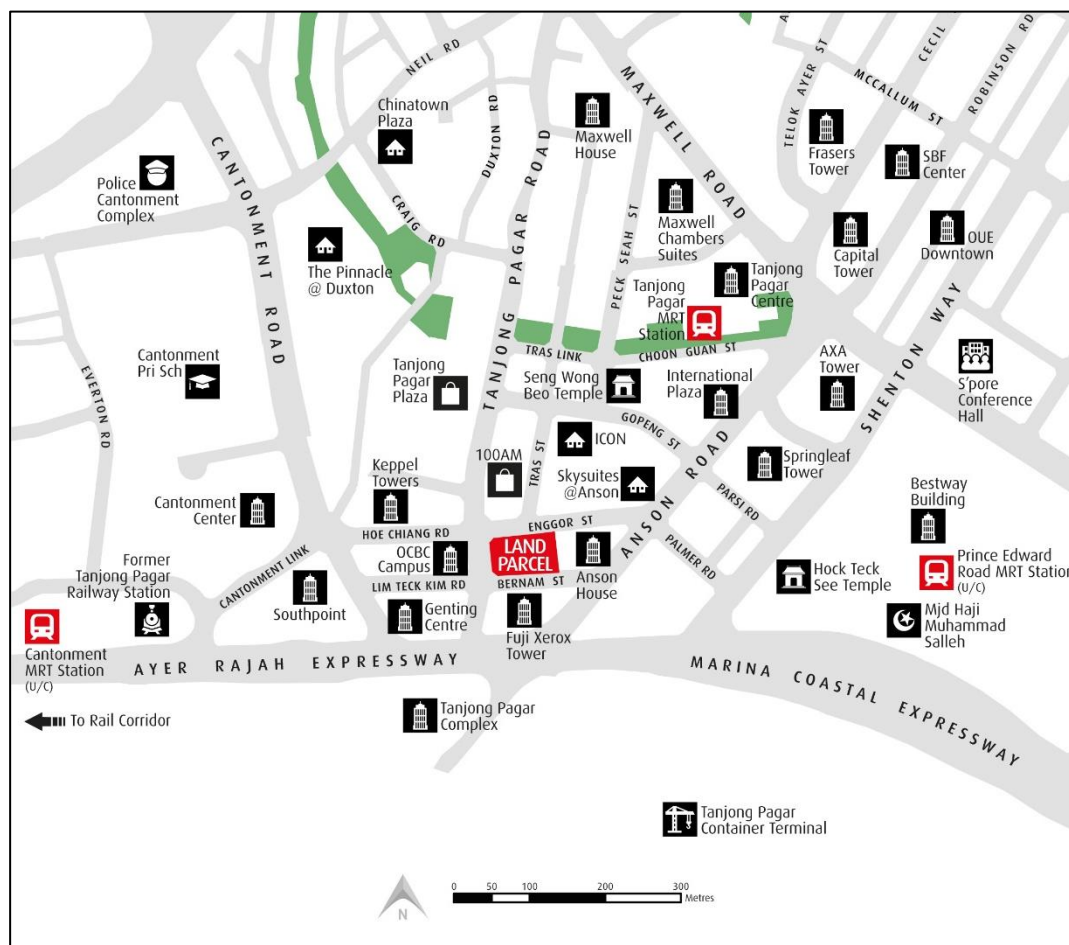 NEIL RD
Chinatown
Plaza
DUXTON RD
CRAIG RD
TANJONG PAGAR ROAD
Maxwell
House
MAXWELL ROAD
TELOK AYER ST
MCCALLUM ST
CECIL
ROBINSON RD
Frasers
Tower
SBF
Center
Police
Cantonment
Complex
CANTONMENT ROAD
The Pinnacle
@ Duxton
PECK SEAH ST
Maxwell
Chambers
Suites
Capital
Tower
OUE
Downtown
Tanjong
Pagar
Centre
Tanjong
Pagar
MRT
Station
TRAS LINK
CHOON GUAN ST
SHENTON WAY
Cantonment
Pri Sch
EVERTON RD
Tanjong
Pagar
Plaza
Seng Wong
Beo Temple
International
Plaza
AXA
Tower
S'pore
Conference
Hall
GOPENG ST
ICON
TRAS ST
100AM
Skysuites
@Anson
ANSON ROAD
Springleaf
Tower
PARSI RD
Keppel
Towers
Cantonment
Center
HOE CHIANG RD
ENGGOR ST
PALMER RD
Bestway
Building
Former
Tanjong Pagar
Railway Station
CANTONMENT LINK
OCBC
Campus
LAND
PARCEL
LIM TECK KIM RD
BERNAM ST
Anson
House
Hock Teck
See Temple
Prince Edward
Road MRT Station
(U/C)
Southpoint
Genting
Centre
Fuji Xerox
Tower
Mjd Haji
Muhammad
Salleh
Cantonment
MRT Station
(U/C)
AYER RAJAH EXPRESSWAY
MARINA COASTAL EXPRESSWAY
To Rail Corridor
Tanjong Pagar
Complex
Tanjong Pagar
Container Terminal
N
0 50 100 200 300
Metres